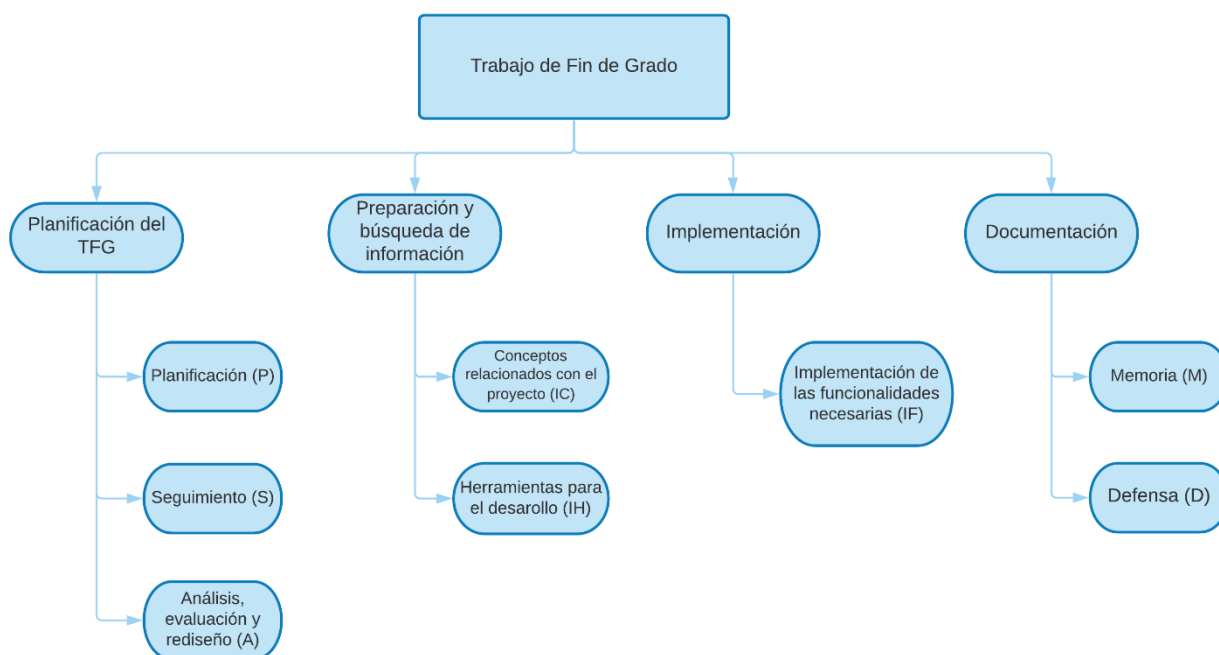 Trabajo de Fin de Grado
Planificación del
TFG
Preparación y
búsqueda de
información
Implementación
Documentación
Planificación (P)
Conceptos
relacionados con el
proyecto (IC)
Implementación de
las funcionalidades
necesarias (IF)
Memoria (M)
Seguimiento (S)
Herramientas para
el desarollo (IH)
Defensa (D)
Análisis,
evaluación y
rediseño (A)